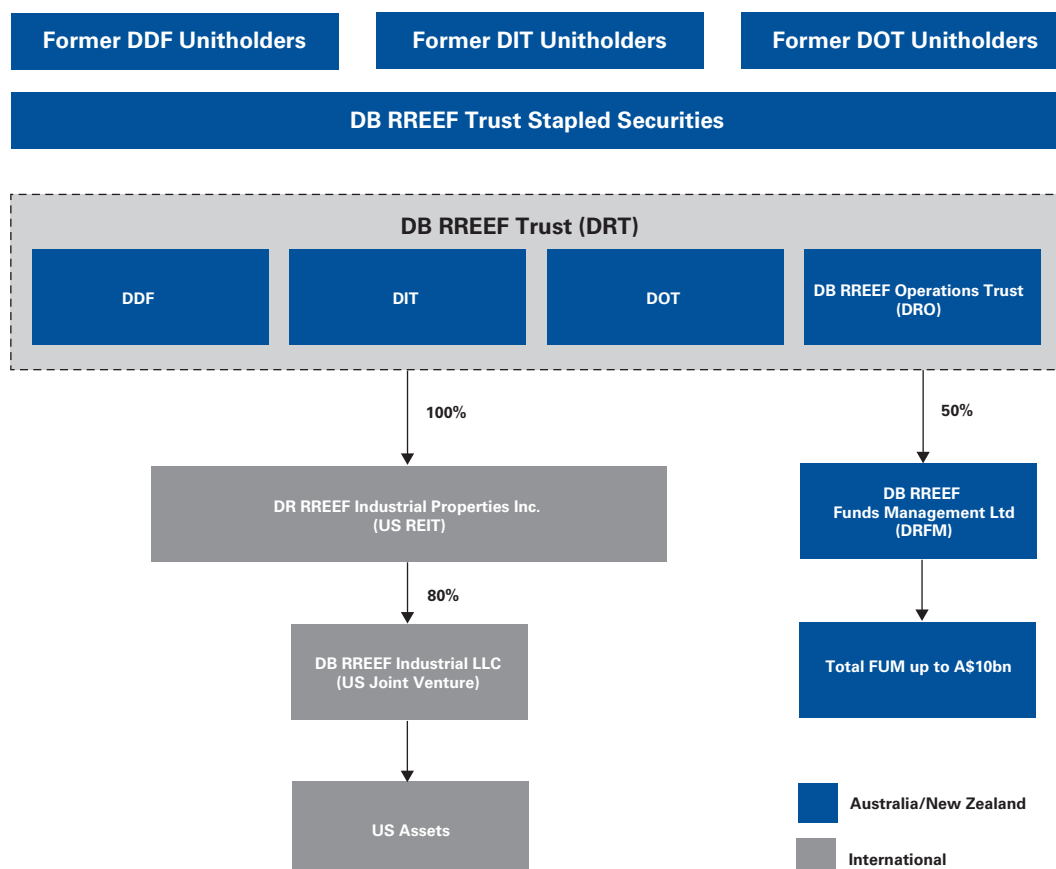 Former DDF Unitholders
Former DIT Unitholders
Former DOT Unitholders
DB RREEF Trust Stapled Securities
DB RREEF Trust (DRT)
DDF
DIT
DOT
DB RREEF Operations Trust
(DRO)
100%
50%
DR RREEF Industrial Properties Inc.
(US REIT)
DB RREEF
Funds Management Ltd
(DRFM)
80%
DB RREEF Industrial LLC
(US Joint Venture)
Total FUM up to A$10bn
US Assets
Australia/New Zealand
International